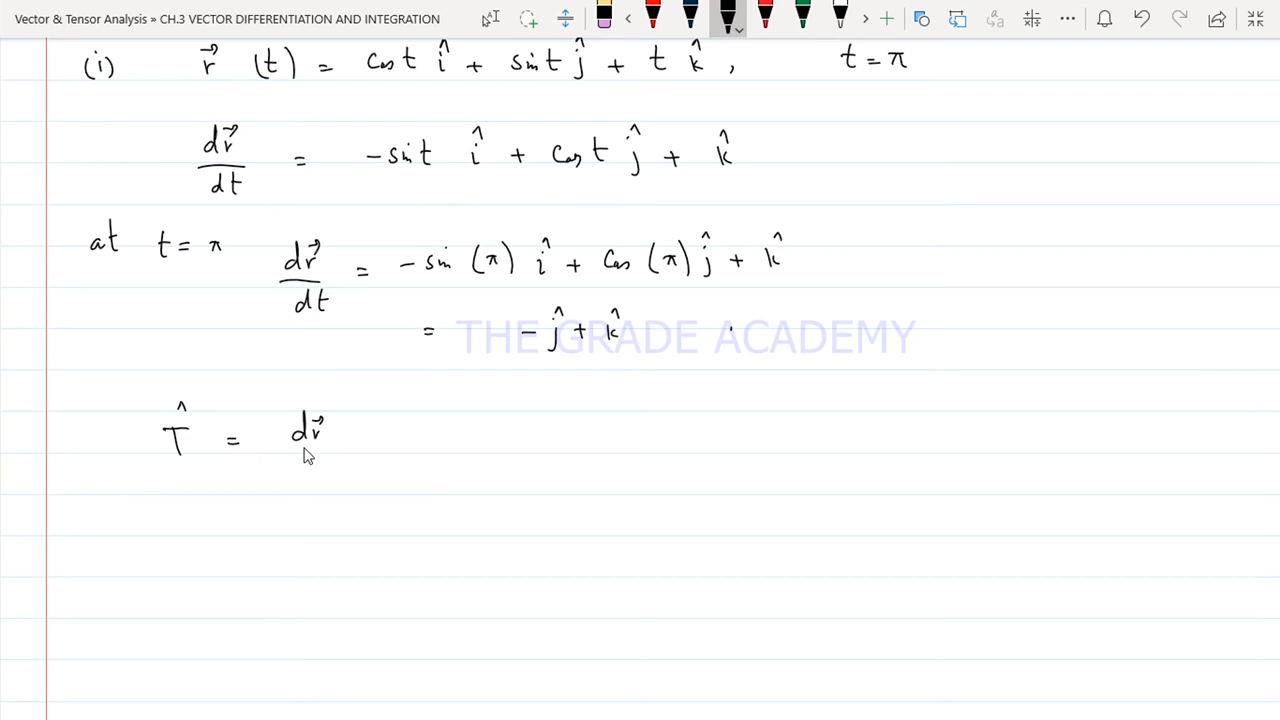 Vector & Tensor Analysis » CH.3 VECTOR DIFFERENTIATION AND INTEGRATION
(i) r⃗ (t) = cos t î + sin t ĵ + t k̂ , t = π
dr⃗/dt = -sin t î + cos t ĵ + k̂
at t = π dr⃗/dt = -sin (π) î + cos (π) ĵ + k̂
= -ĵ + k̂
THE GRADE ACADEMY
T̂ = dr⃗